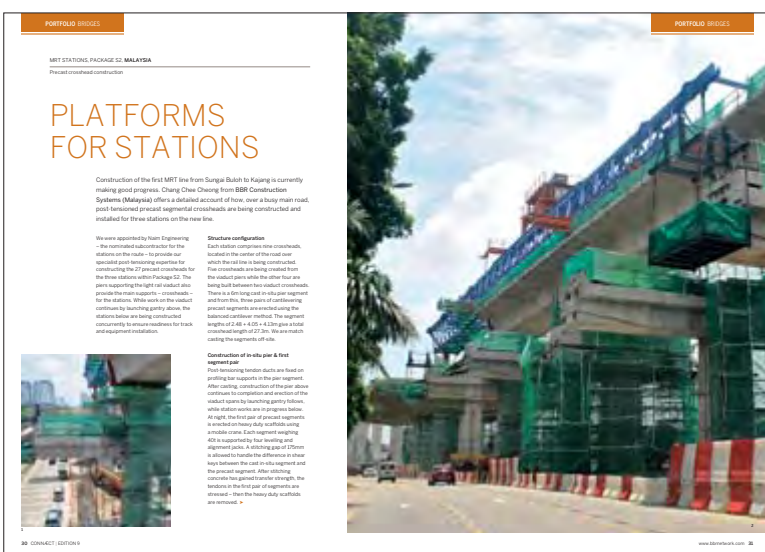 PORTFOLIO BRIDGES
PORTFOLIO BRIDGES
MRT STATIONS, PACKAGE S2, MALAYSIA
Precast crosshead construction
PLATFORMS
FOR STATIONS
Construction of the first MRT line from Sungai Buloh to Kajang is currently
making good progress. Chang Chee Cheong from BBR Construction
Systems (Malaysia) offers a detailed account of how, over a busy main road,
post-tensioned precast segmental crossheads are being constructed and
installed for three stations on the new line.
We were appointed by Naim Engineering
– the nominated subcontractor for the
stations on the route – to provide our
specialist post-tensioning expertise for
constructing the 27 precast crossheads for
the three stations within Package S2. The
piers supporting the light rail viaduct also
provide the main supports – crossheads –
for the stations. While work on the viaduct
continues by launching gantry above, the
stations below are being constructed
concurrently to ensure readiness for track
and equipment installation.
Structure configuration
Each station comprises nine crossheads,
located in the center of the road over
which the rail line is being constructed.
Five crossheads are being created from
the viaduct piers while the other four are
being built between two viaduct crossheads.
There is a 6m long cast in-situ pier segment
and from this, three pairs of cantilevering
precast segments are erected using the
balanced cantilever method. The segment
lengths of 2.48 + 4.05 + 4.13m give a total
crosshead length of 27.3m. We are match
casting the segments off-site.
Construction of in-situ pier & first
segment pair
Post-tensioning tendon ducts are fixed on
profiling bar supports in the pier segment.
After casting, construction of the pier above
continues to completion and erection of the
viaduct spans by launching gantry follows,
while station works are in progress below.
At night, the first pair of precast segments
is erected on heavy duty scaffolds using
a mobile crane. Each segment weighing
40t is supported by four levelling and
alignment jacks. A stitching gap of 175mm
is allowed to handle the difference in shear
keys between the cast in-situ segment and
the precast segment. After stitching
concrete has gained transfer strength, the
tendons in the first pair of segments are
stressed – then the heavy duty scaffolds
are removed. ►
1
2
30 CONNÆCT | EDITION 9
www.bbrnetwork.com 31